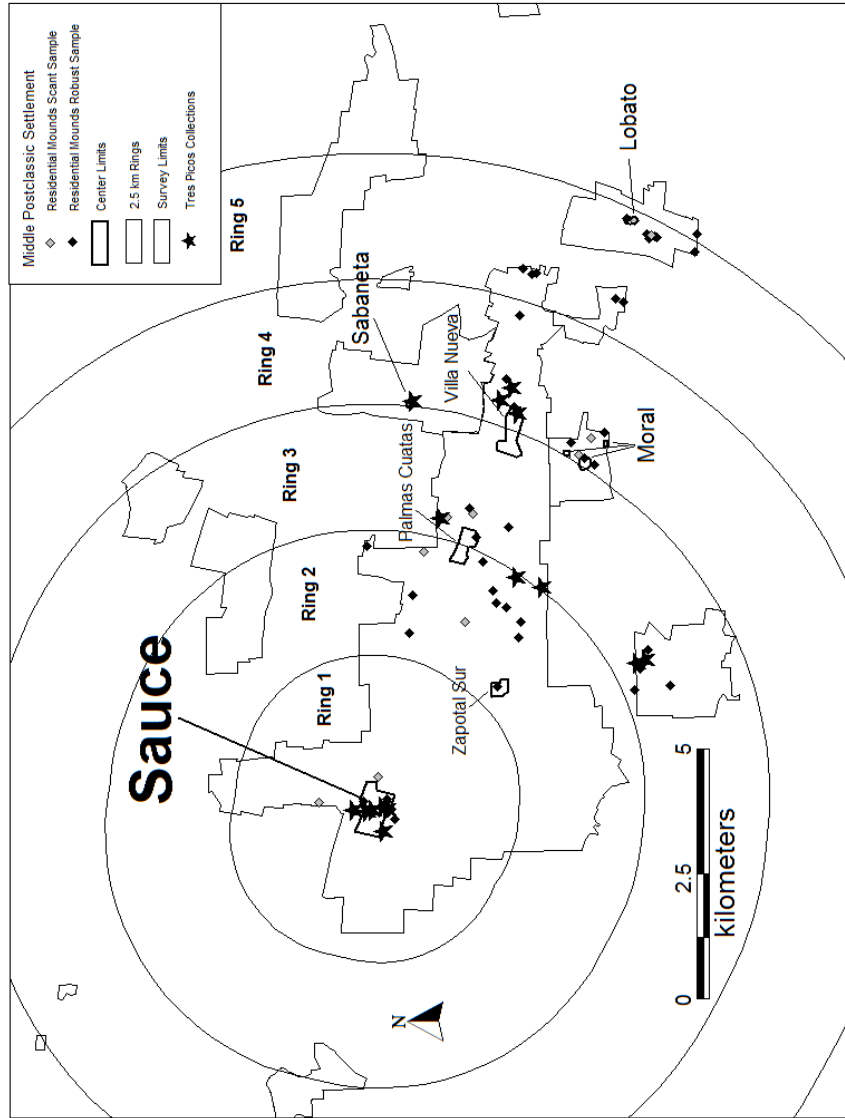 Middle Postclassic Settlement
Residential Mounds Scant Sample
Residential Mounds Robust Sample
Center Limits
2.5 km Rings
Survey Limits
Tres Picos Collections
Sauce
Ring 1
Ring 2
Ring 3
Ring 4
Ring 5
Sabaneta
Palmas Cuatas
Villa Nueva
Lobato
Zapotal Sur
Moral
N
0
2.5
5
kilometers